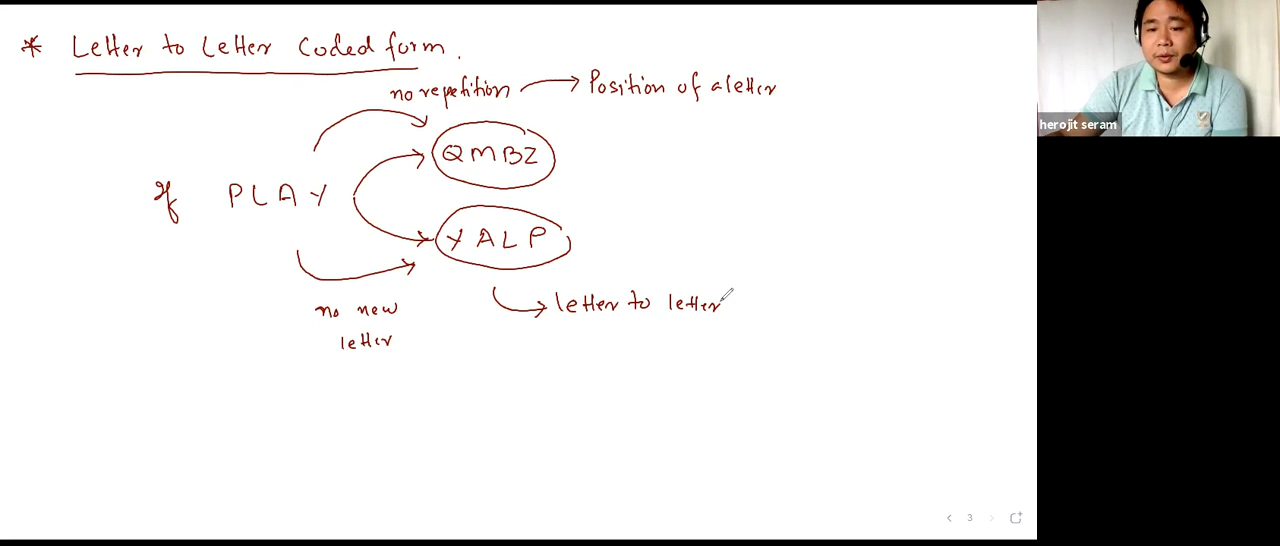 * Letter to Letter Coded form.
no repetition → Position of a letter
QMBZ
If PLAY
YALP
no new letter
letter to letter
herojit seram
3